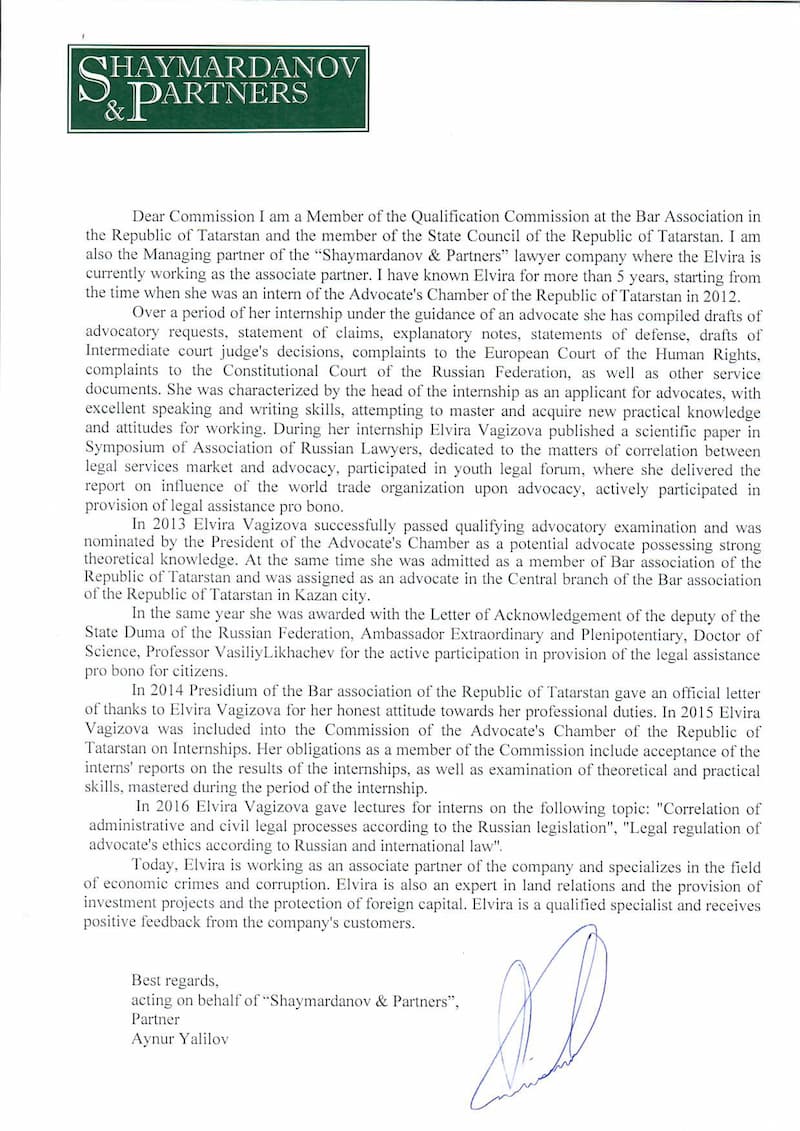 SHAYMARDANOV
& PARTNERS
Dear Commission I am a Member of the Qualification Commission at the Bar Association in
the Republic of Tatarstan and the member of the State Council of the Republic of Tatarstan. I am
also the Managing partner of the “Shaymardanov & Partners” lawyer company where the Elvira is
currently working as the associate partner. I have known Elvira for more than 5 years, starting from
the time when she was an intern of the Advocate's Chamber of the Republic of Tatarstan in 2012.
Over a period of her internship under the guidance of an advocate she has compiled drafts of
advocatory requests, statement of claims, explanatory notes, statements of defense, drafts of
Intermediate court judge's decisions, complaints to the European Court of the Human Rights,
complaints to the Constitutional Court of the Russian Federation, as well as other service
documents. She was characterized by the head of the internship as an applicant for advocates, with
excellent speaking and writing skills, attempting to master and acquire new practical knowledge
and attitudes for working. During her internship Elvira Vagizova published a scientific paper in
Symposium of Association of Russian Lawyers, dedicated to the matters of correlation between
legal services market and advocacy, participated in youth legal forum, where she delivered the
report on influence of the world trade organization upon advocacy, actively participated in
provision of legal assistance pro bono.
In 2013 Elvira Vagizova successfully passed qualifying advocatory examination and was
nominated by the President of the Advocate's Chamber as a potential advocate possessing strong
theoretical knowledge. At the same time she was admitted as a member of Bar association of the
Republic of Tatarstan and was assigned as an advocate in the Central branch of the Bar association
of the Republic of Tatarstan in Kazan city.
In the same year she was awarded with the Letter of Acknowledgement of the deputy of the
State Duma of the Russian Federation, Ambassador Extraordinary and Plenipotentiary, Doctor of
Science, Professor VasiliyLikhachev for the active participation in provision of the legal assistance
pro bono for citizens.
In 2014 Presidium of the Bar association of the Republic of Tatarstan gave an official letter
of thanks to Elvira Vagizova for her honest attitude towards her professional duties. In 2015 Elvira
Vagizova was included into the Commission of the Advocate's Chamber of the Republic of
Tatarstan on Internships. Her obligations as a member of the Commission include acceptance of the
interns' reports on the results of the internships, as well as examination of theoretical and practical
skills, mastered during the period of the internship.
In 2016 Elvira Vagizova gave lectures for interns on the following topic: "Correlation of
administrative and civil legal processes according to the Russian legislation", "Legal regulation of
advocate's ethics according to Russian and international law".
Today, Elvira is working as an associate partner of the company and specializes in the field
of economic crimes and corruption. Elvira is also an expert in land relations and the provision of
investment projects and the protection of foreign capital. Elvira is a qualified specialist and receives
positive feedback from the company's customers.
Best regards,
acting on behalf of “Shaymardanov & Partners”,
Partner
Aynur Yalilov